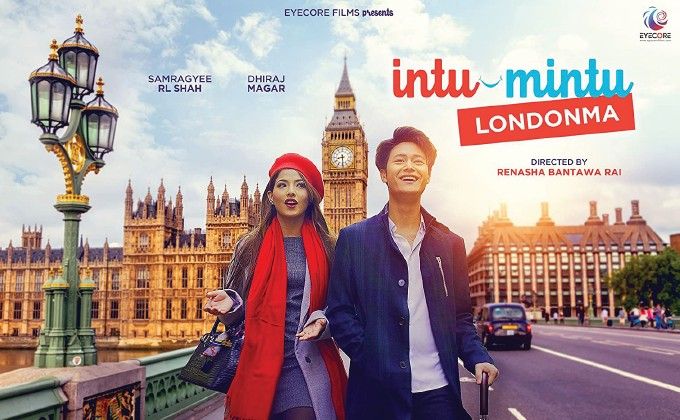 EYECORE FILMS presents
EYECORE
SAMRAGYEE
RL SHAH
DHIRAJ
MAGAR
intu mintu
LONDONMA
DIRECTED BY
RENASHA BANTAWA RAI